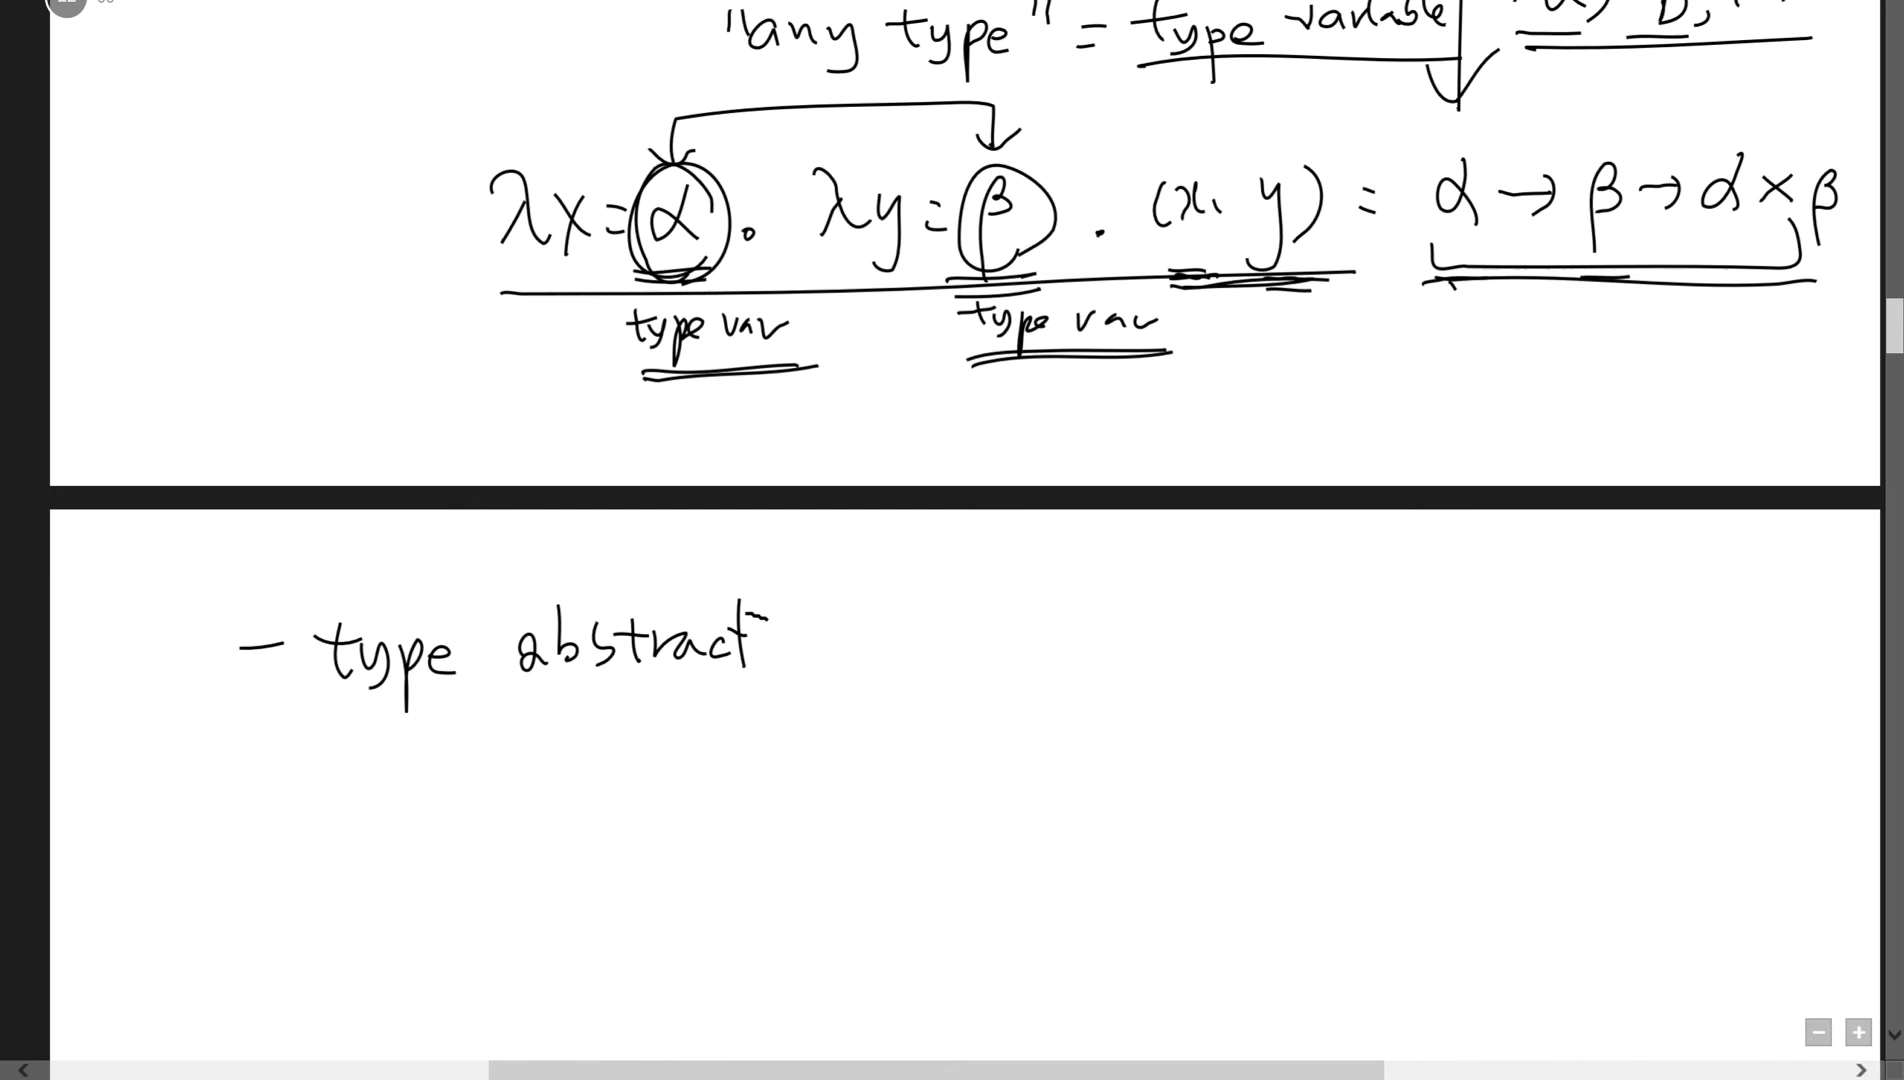 "any type" = type variable
λx=α. λy=β. (x, y) = α → β → α × β
type var type var
- type abstract